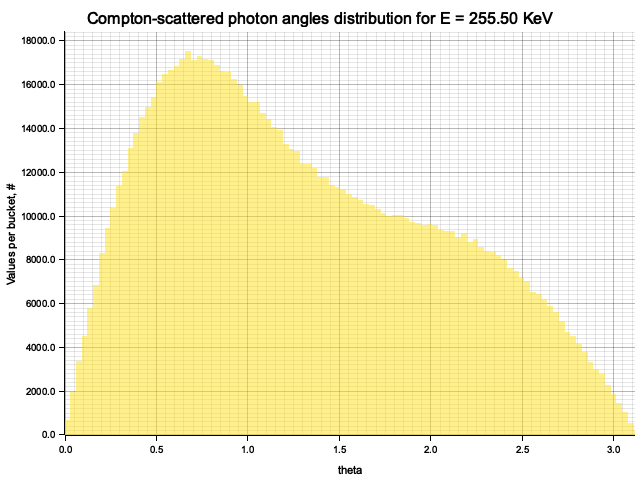 Compton-scattered photon angles distribution for E = 255.50 KeV
Values per bucket, #
18000.0
16000.0
14000.0
12000.0
10000.0
8000.0
6000.0
4000.0
2000.0
0.0
0.0 0.5 1.0 1.5 2.0 2.5 3.0
theta